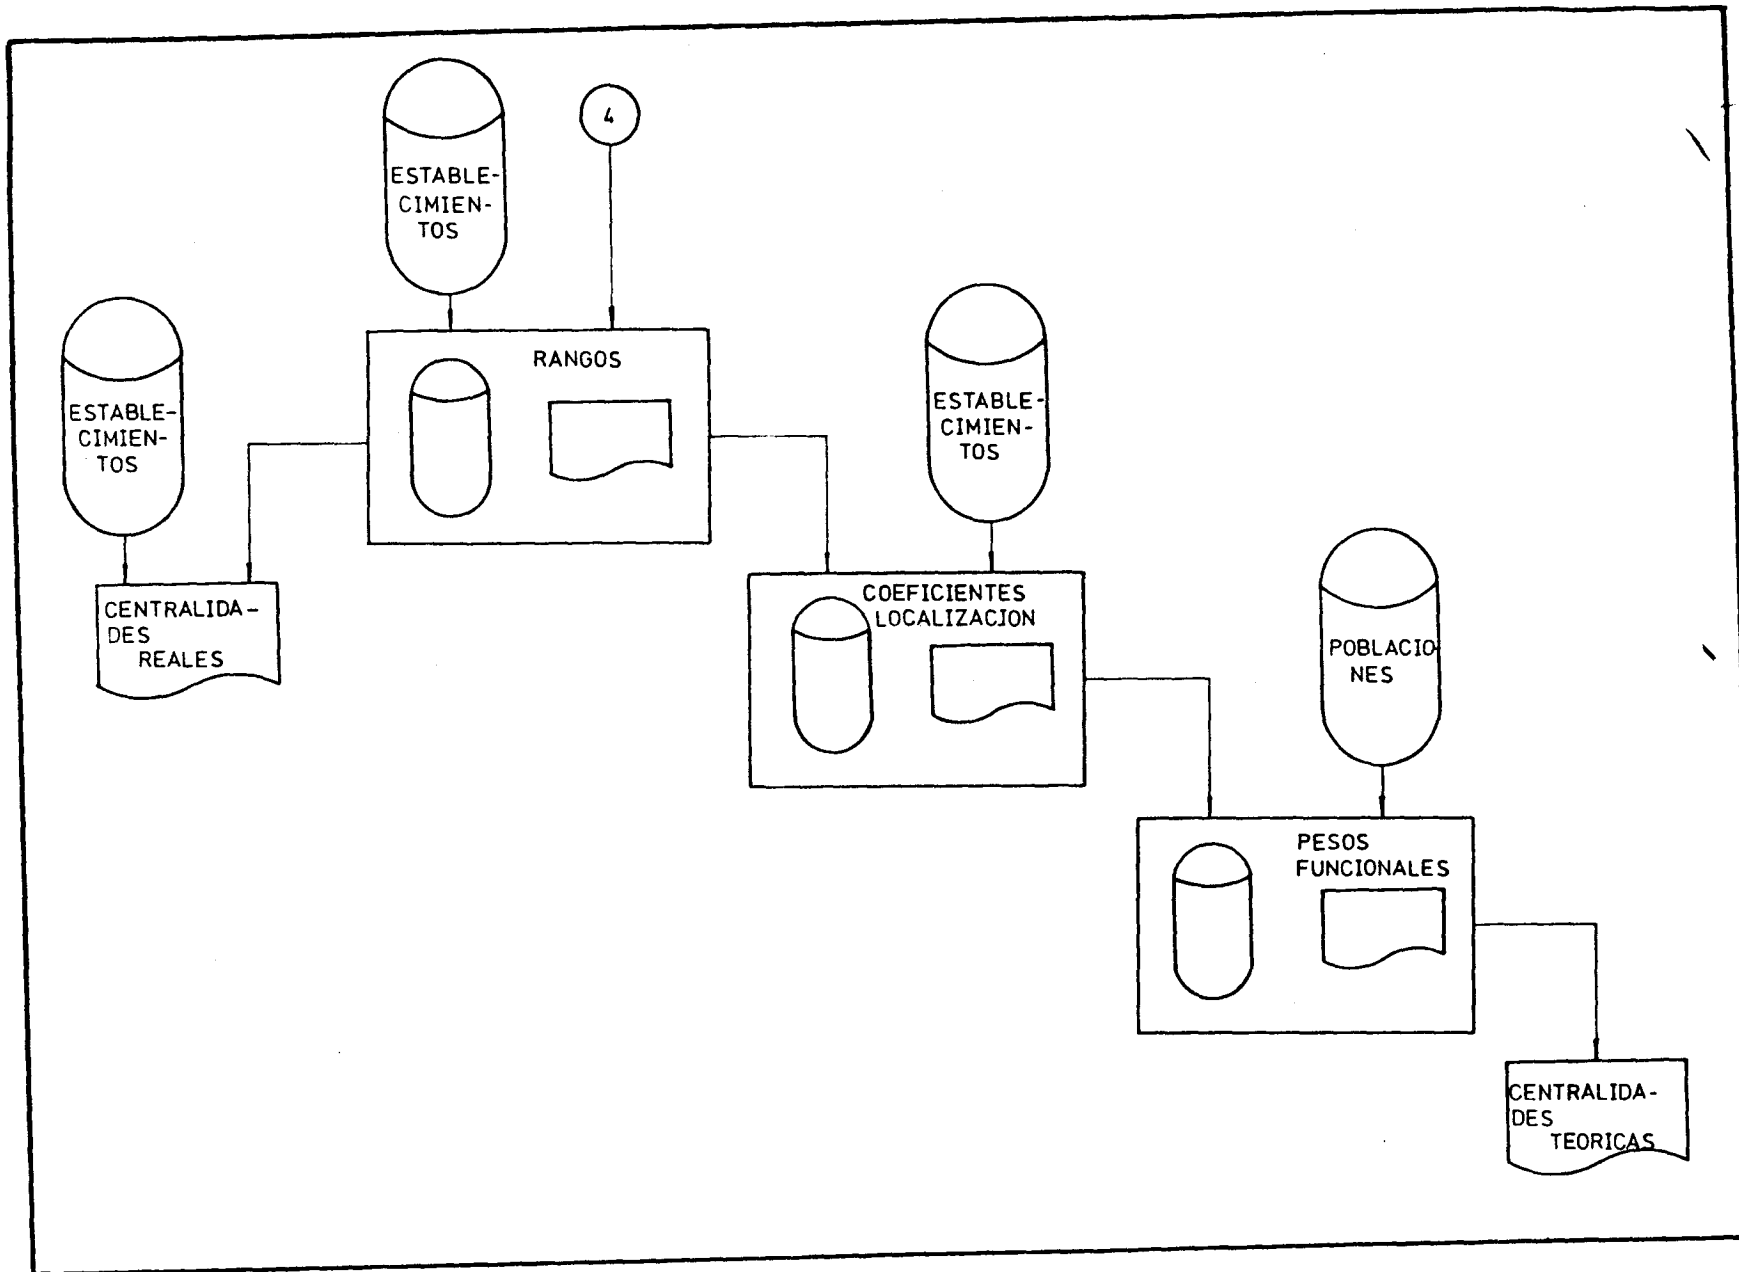 4
ESTABLE-
CIMIEN-
TOS
RANGOS
ESTABLE-
CIMIEN-
TOS
ESTABLE-
CIMIEN-
TOS
CENTRALIDA-
DES
REALES
COEFICIENTES
LOCALIZACION
POBLACIO-
NES
PESOS
FUNCIONALES
CENTRALIDA-
DES
TEORICAS